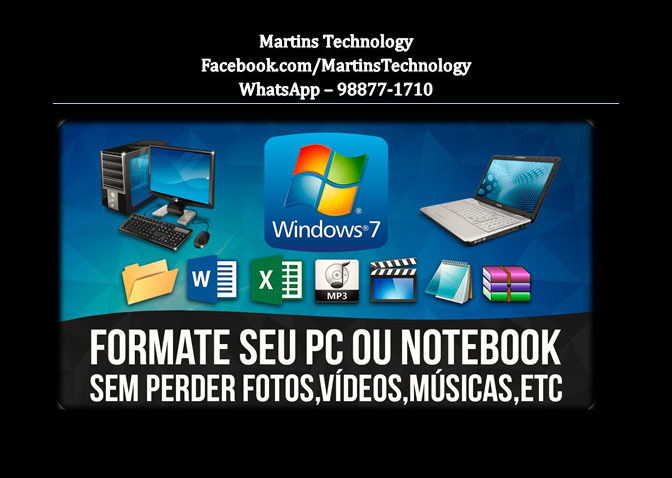 Martins Technology
Facebook.com/MartinsTechnology
WhatsApp – 98877-1710
Windows® 7
W X MP3
FORMATE SEU PC OU NOTEBOOK
SEM PERDER FOTOS,VÍDEOS,MÚSICAS,ETC